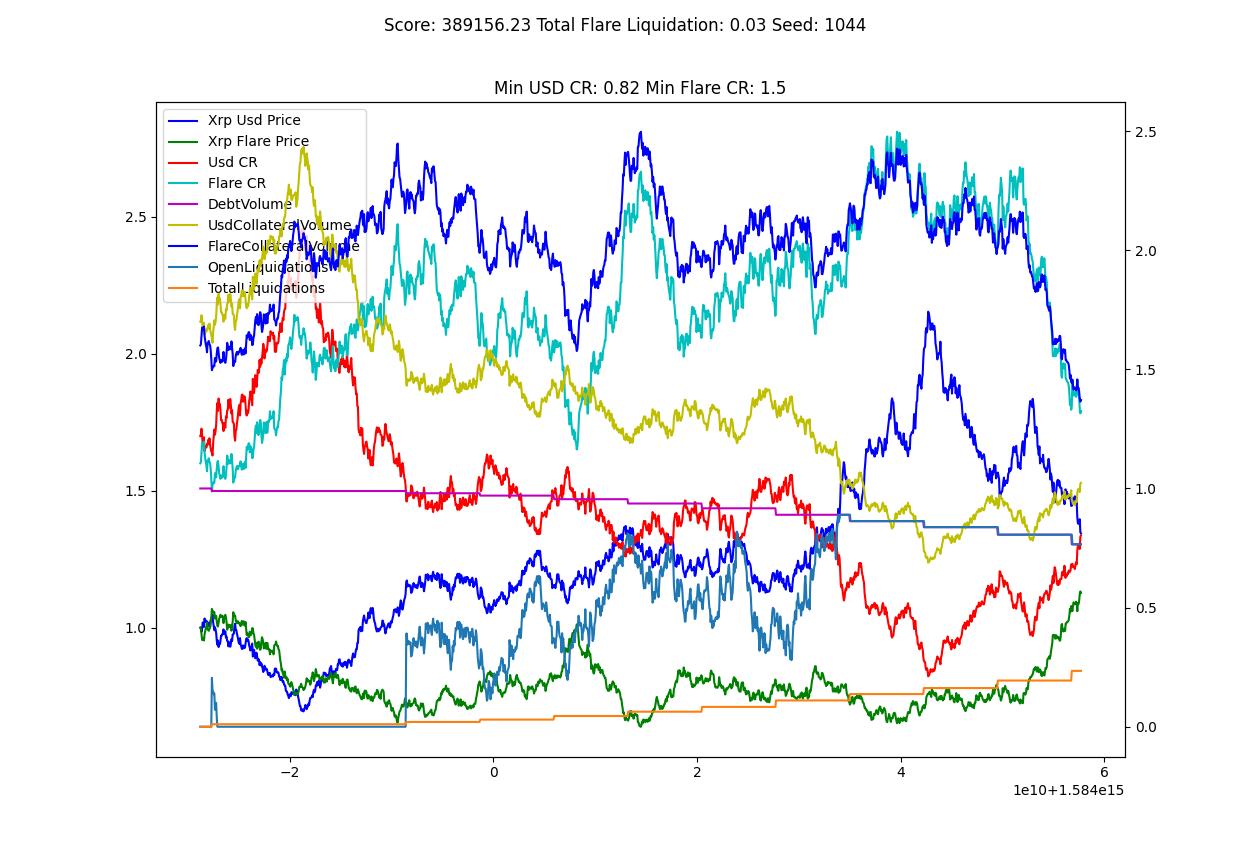 Score: 389156.23 Total Flare Liquidation: 0.03 Seed: 1044
Min USD CR: 0.82 Min Flare CR: 1.5
Xrp Usd Price
Xrp Flare Price
Usd CR
Flare CR
DebtVolume
UsdCollateralVolume
FlareCollateralVolume
OpenLiquidations
TotalLiquidations
2.5
2.0
1.5
1.0
2.5
2.0
1.5
1.0
0.5
0.0
−2
0
2
4
6
1e10+1.584e15